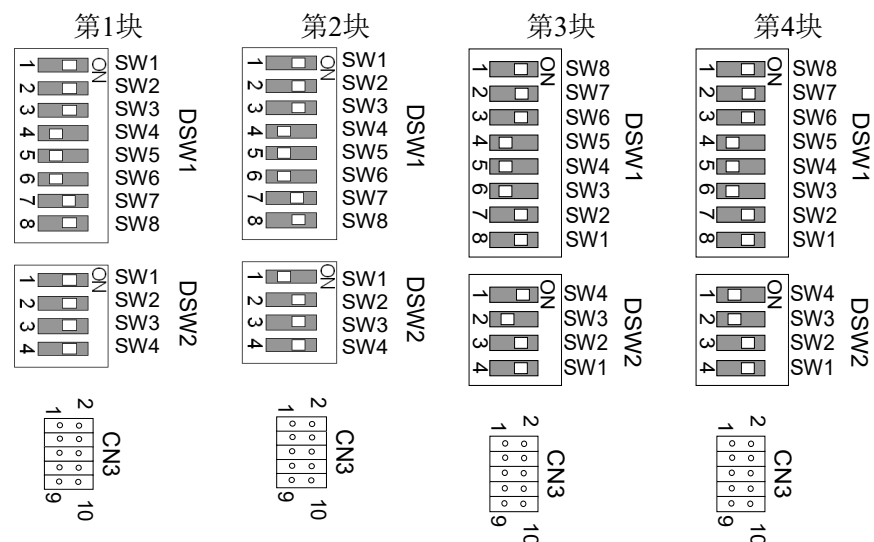 第1块
1 ON SW1
2 SW2
3 SW3
4 SW4
5 SW5
6 SW6
7 SW7
8 SW8
DSW1
1 ON SW1
2 SW2
3 SW3
4 SW4
DSW2
1 2
CN3
9 10
第2块
1 ON SW1
2 SW2
3 SW3
4 SW4
5 SW5
6 SW6
7 SW7
8 SW8
DSW1
1 ON SW1
2 SW2
3 SW3
4 SW4
DSW2
1 2
CN3
9 10
第3块
1 ON SW8
2 SW7
3 SW6
4 SW5
5 SW4
6 SW3
7 SW2
8 SW1
DSW1
1 ON SW4
2 SW3
3 SW2
4 SW1
DSW2
1 2
CN3
9 10
第4块
1 ON SW8
2 SW7
3 SW6
4 SW5
5 SW4
6 SW3
7 SW2
8 SW1
DSW1
1 ON SW4
2 SW3
3 SW2
4 SW1
DSW2
1 2
CN3
9 10